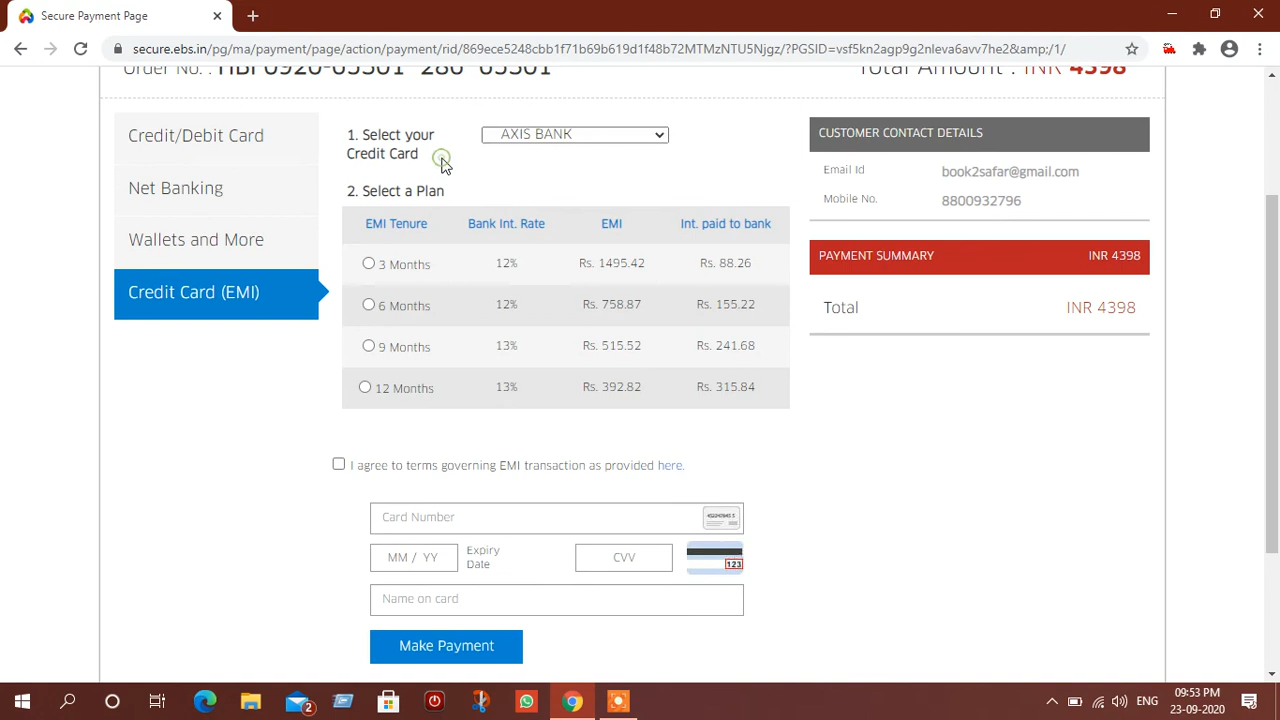 Secure Payment Page
secure.ebs.in/pg/ma/payment/page/action/payment/rid/869ece5248cbb1f71b69b619d1f48b72MTMzNTU5Njgz/?PGSID=vsf5kn2agp9g2nleva6avv7he2&amp;/1/
Order No. :
Total Amount : INR 4398
Credit/Debit Card
Net Banking
Wallets and More
Credit Card (EMI)
1. Select your
Credit Card
AXIS BANK
2. Select a Plan
EMI Tenure Bank Int. Rate EMI Int. paid to bank
3 Months 12% Rs. 1495.42 Rs. 88.26
6 Months 12% Rs. 758.87 Rs. 155.22
9 Months 13% Rs. 515.52 Rs. 241.68
12 Months 13% Rs. 392.82 Rs. 315.84
I agree to terms governing EMI transaction as provided here.
Card Number
MM / YY
Expiry
Date
CVV
123
Name on card
Make Payment
CUSTOMER CONTACT DETAILS
Email Id book2safar@gmail.com
Mobile No. 8800932796
PAYMENT SUMMARY INR 4398
Total INR 4398
2
ENG
09:53 PM
23-09-2020